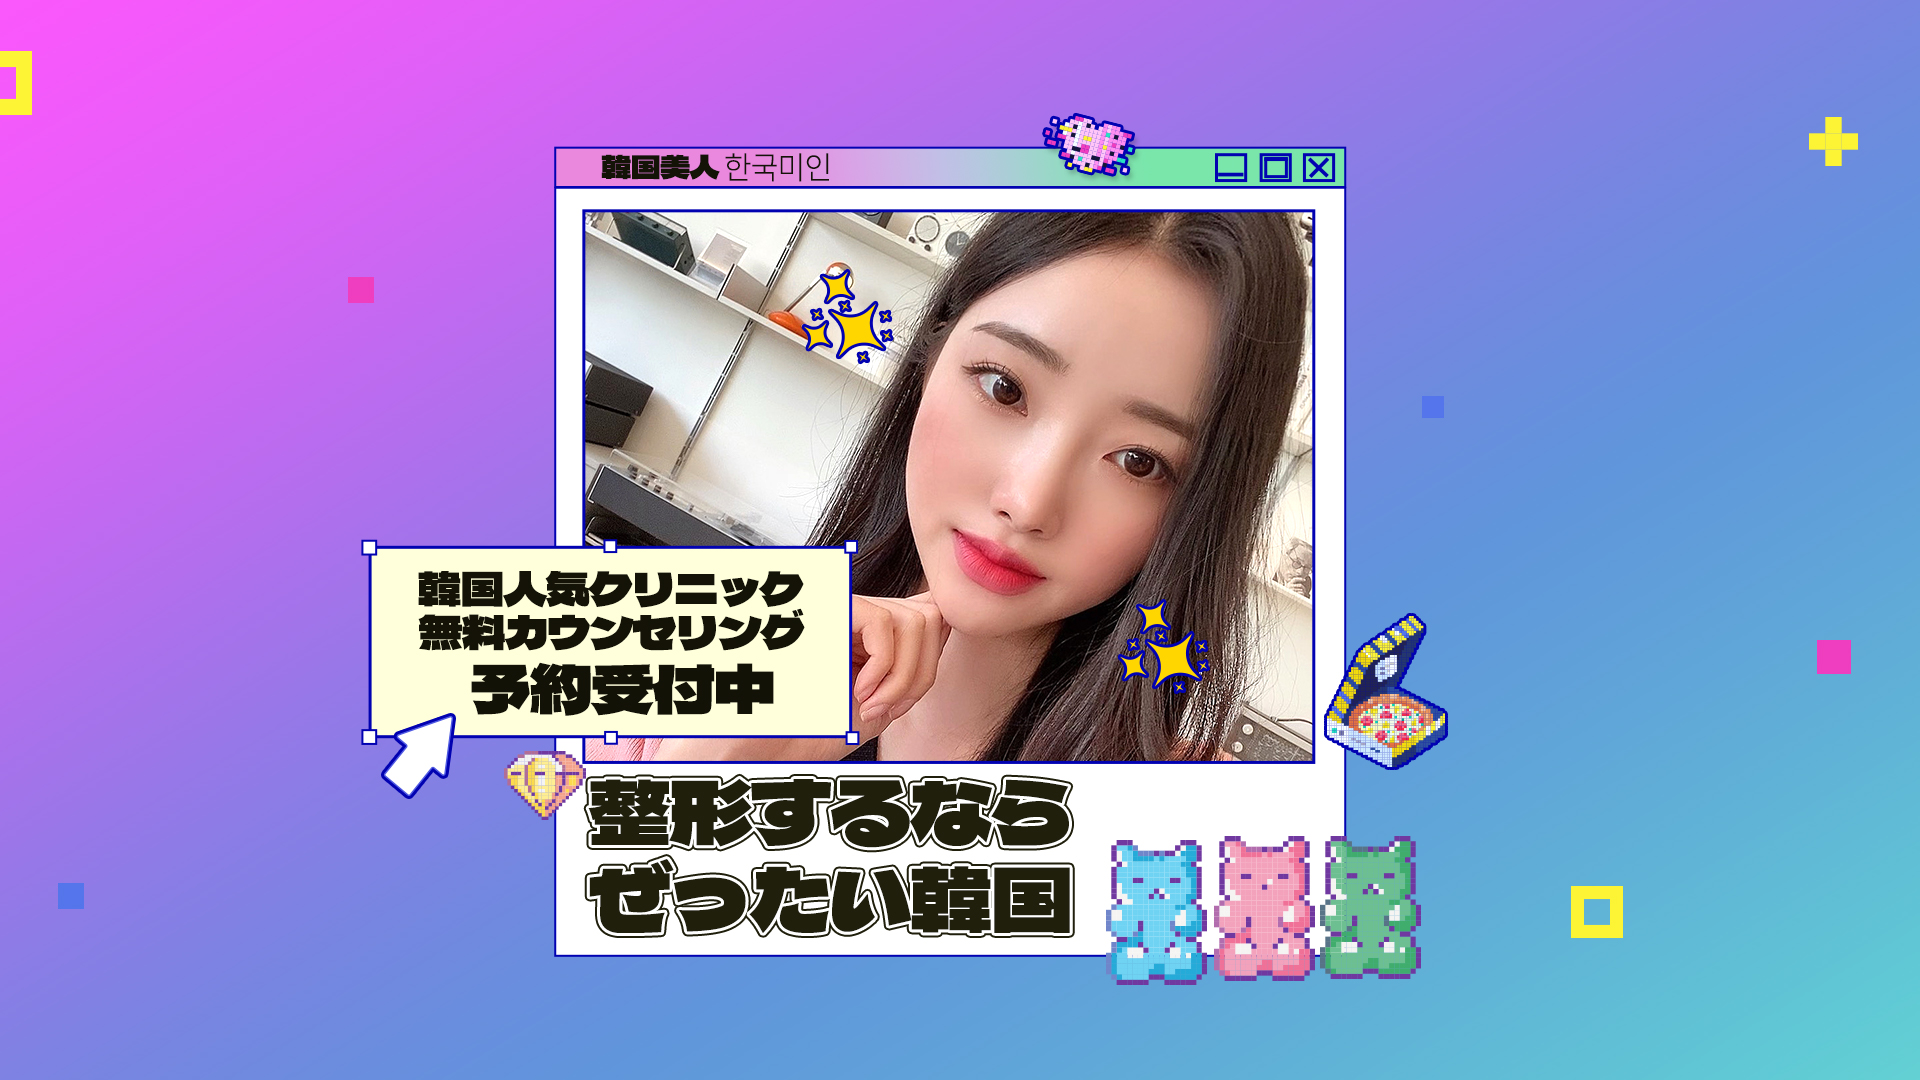 韓国美人 한국미인
韓国人気クリニック
無料カウンセリング
予約受付中
整形するなら
ぜったい韓国